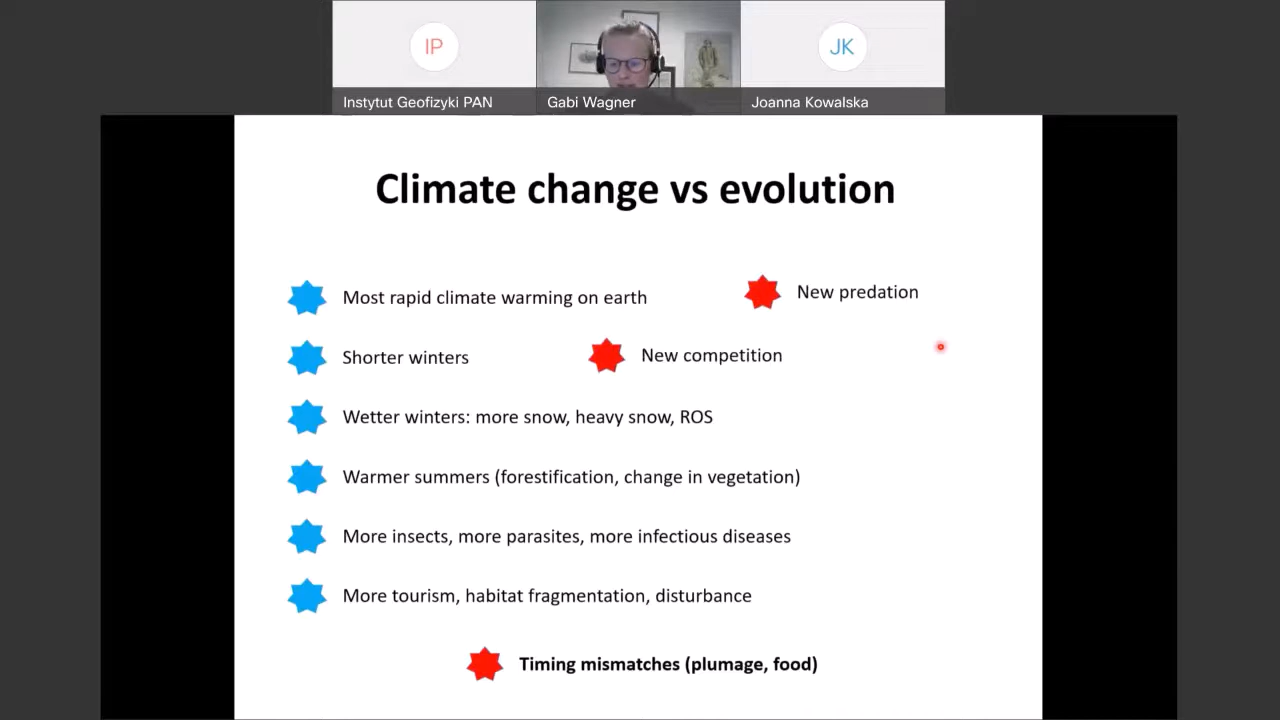 IP
JK
Instytut Geofizyki PAN
Gabi Wagner
Joanna Kowalska
Climate change vs evolution
Most rapid climate warming on earth
New predation
Shorter winters
New competition
Wetter winters: more snow, heavy snow, ROS
Warmer summers (forestification, change in vegetation)
More insects, more parasites, more infectious diseases
More tourism, habitat fragmentation, disturbance
Timing mismatches (plumage, food)